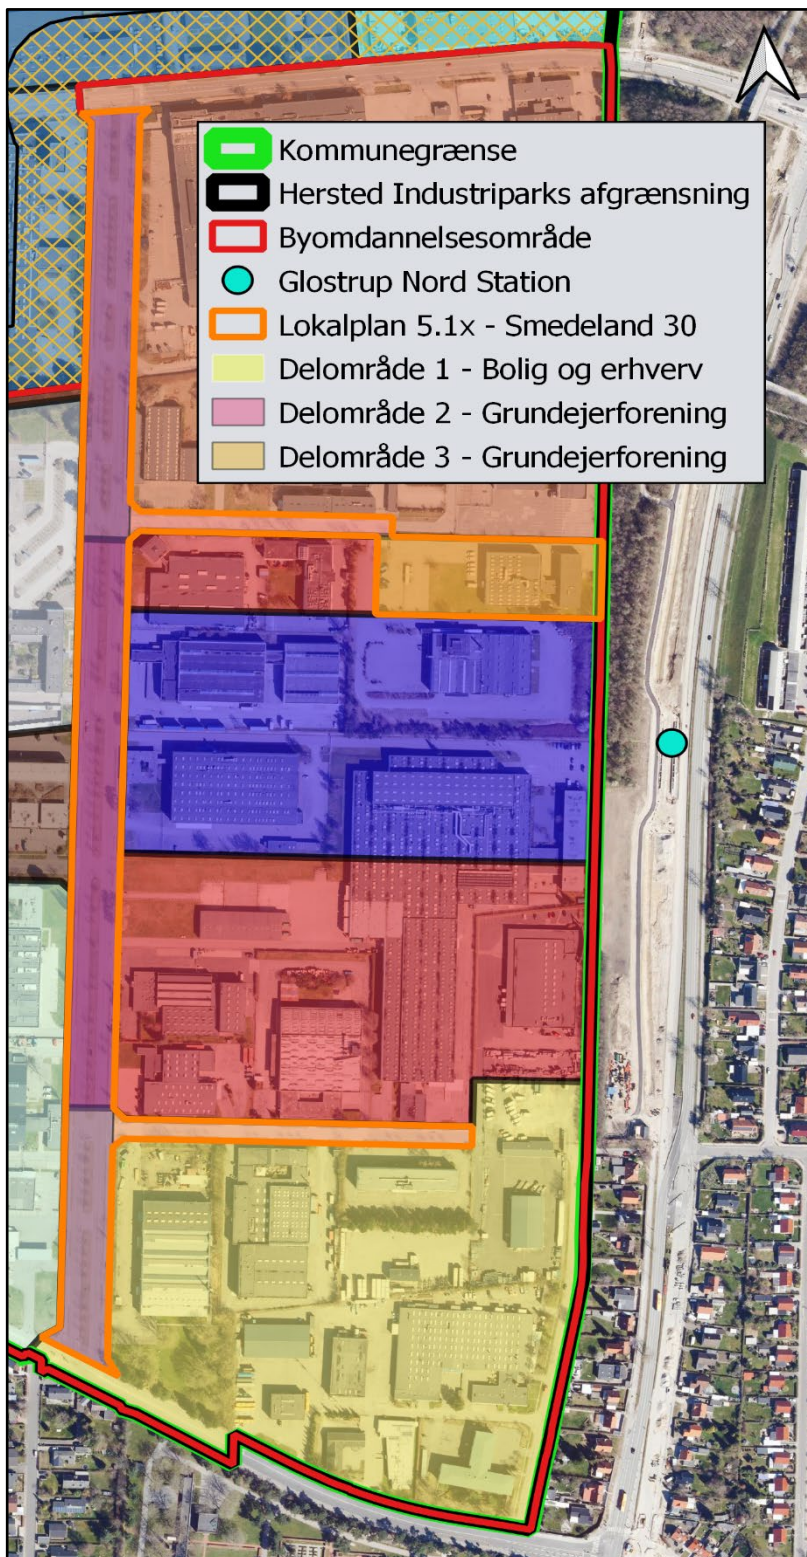 Kommunegrænse
Hersted Industriparks afgrænsning
Byomdannelsesområde
Glostrup Nord Station
Lokalplan 5.1x - Smedeland 30
Delområde 1 - Bolig og erhverv
Delområde 2 - Grundejerforening
Delområde 3 - Grundejerforening